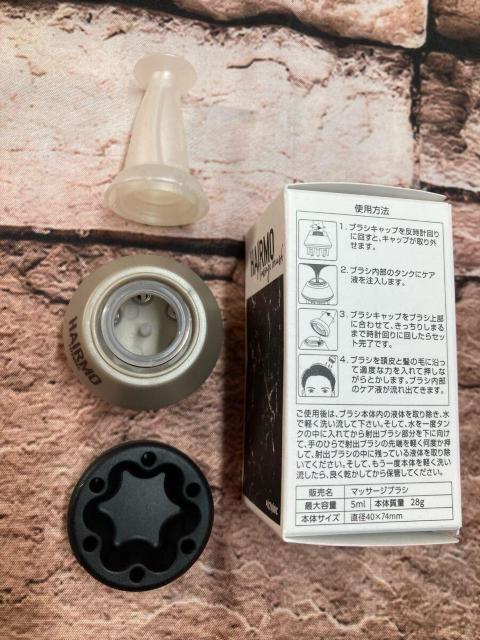 使用方法
1. ブラシキャップを反時計回り
に回すと、キャップが取り外
せます。
2. ブラシ内部のタンクにケア
液を注入します。
3. ブラシキャップをブラシ上部
に合わせて、きっちりしまる
まで時計回りに回したらセッ
ト完了です。
4. ブラシを頭皮と髪の毛に沿っ
て適度な力を入れて押しな
がらとかします。ブラシ内部
のケア液が流れ出てきます。
ご使用後は、ブラシ本体内の液体を取り除き、水
で軽く洗い流して下さい。そして、水を一度タン
クの中に入れてから射出ブラシ部分を下に向け
て、手のひらで射出ブラシの先端を軽く何度か押
して、射出ブラシの中に残っている液体を取り除
いてください。そして、もう一度本体を軽く洗い
流したら、良く乾かしてから保管してください。
販売名 マッサージブラシ
最大容量 5ml 本体質量 28g
本体サイズ 直径40×74mm
HAIRMO
HAIRMO